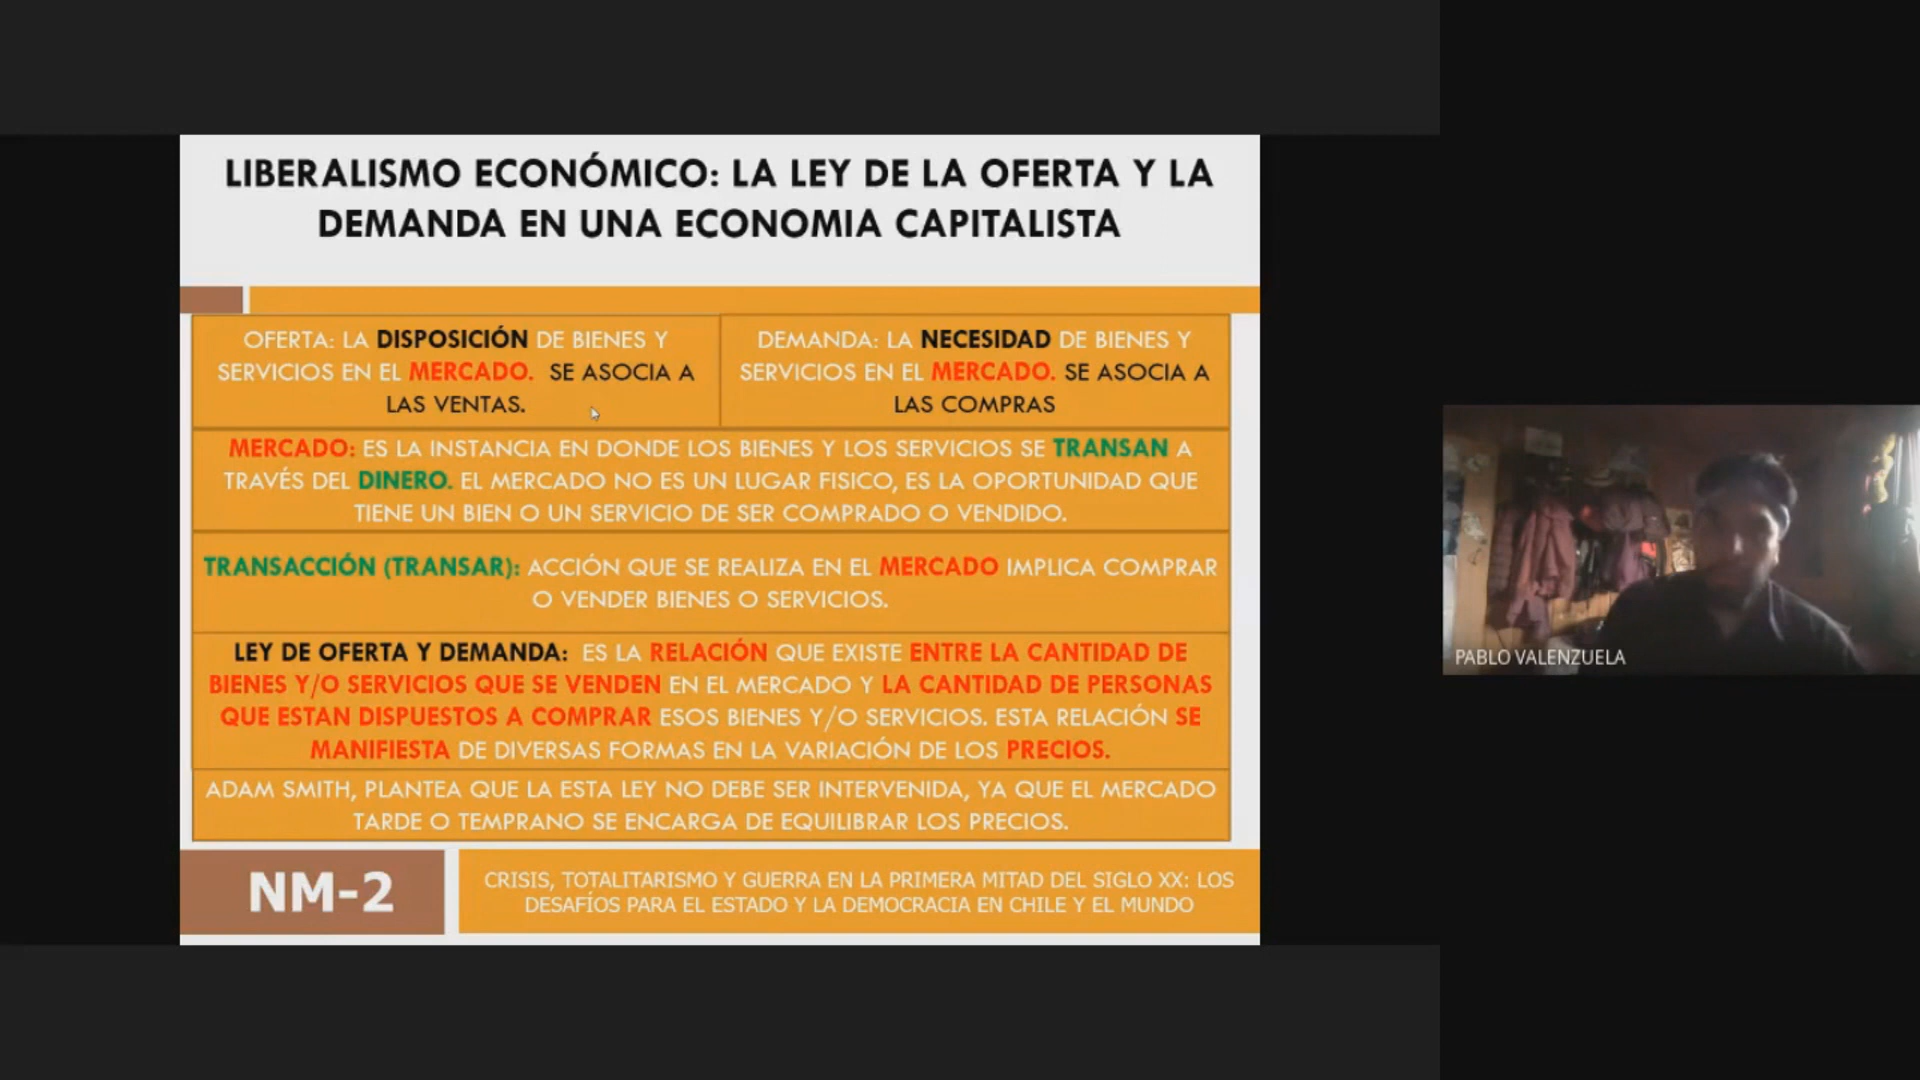 LIBERALISMO ECONÓMICO: LA LEY DE LA OFERTA Y LA
DEMANDA EN UNA ECONOMIA CAPITALISTA
OFERTA: LA DISPOSICIÓN DE BIENES Y
SERVICIOS EN EL MERCADO. SE ASOCIA A
LAS VENTAS.
DEMANDA: LA NECESIDAD DE BIENES Y
SERVICIOS EN EL MERCADO. SE ASOCIA A
LAS COMPRAS
MERCADO: ES LA INSTANCIA EN DONDE LOS BIENES Y LOS SERVICIOS SE TRANSAN A
TRAVÉS DEL DINERO. EL MERCADO NO ES UN LUGAR FISICO, ES LA OPORTUNIDAD QUE
TIENE UN BIEN O UN SERVICIO DE SER COMPRADO O VENDIDO.
TRANSACCIÓN (TRANSAR): ACCIÓN QUE SE REALIZA EN EL MERCADO IMPLICA COMPRAR
O VENDER BIENES O SERVICIOS.
LEY DE OFERTA Y DEMANDA: ES LA RELACIÓN QUE EXISTE ENTRE LA CANTIDAD DE
BIENES Y/O SERVICIOS QUE SE VENDEN EN EL MERCADO Y LA CANTIDAD DE PERSONAS
QUE ESTAN DISPUESTOS A COMPRAR ESOS BIENES Y/O SERVICIOS. ESTA RELACIÓN SE
MANIFIESTA DE DIVERSAS FORMAS EN LA VARIACIÓN DE LOS PRECIOS.
ADAM SMITH, PLANTEA QUE LA ESTA LEY NO DEBE SER INTERVENIDA, YA QUE EL MERCADO
TARDE O TEMPRANO SE ENCARGA DE EQUILIBRAR LOS PRECIOS.
NM-2
CRISIS, TOTALITARISMO Y GUERRA EN LA PRIMERA MITAD DEL SIGLO XX: LOS
DESAFÍOS PARA EL ESTADO Y LA DEMOCRACIA EN CHILE Y EL MUNDO
PABLO VALENZUELA